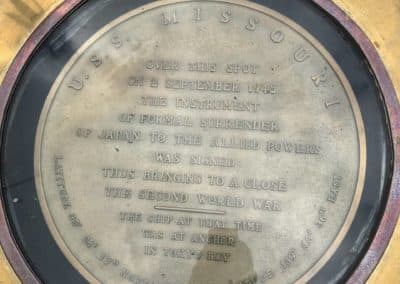 U.S.S. MISSOURI
OVER THIS SPOT
ON 2 SEPTEMBER 1945
THE INSTRUMENT
OF FORMAL SURRENDER
OF JAPAN TO THE ALLIED POWERS
WAS SIGNED
THUS BRINGING TO A CLOSE
THE SECOND WORLD WAR
THE SHIP AT THAT TIME
WAS AT ANCHOR
IN TOKYO BAY
LATITUDE 35°